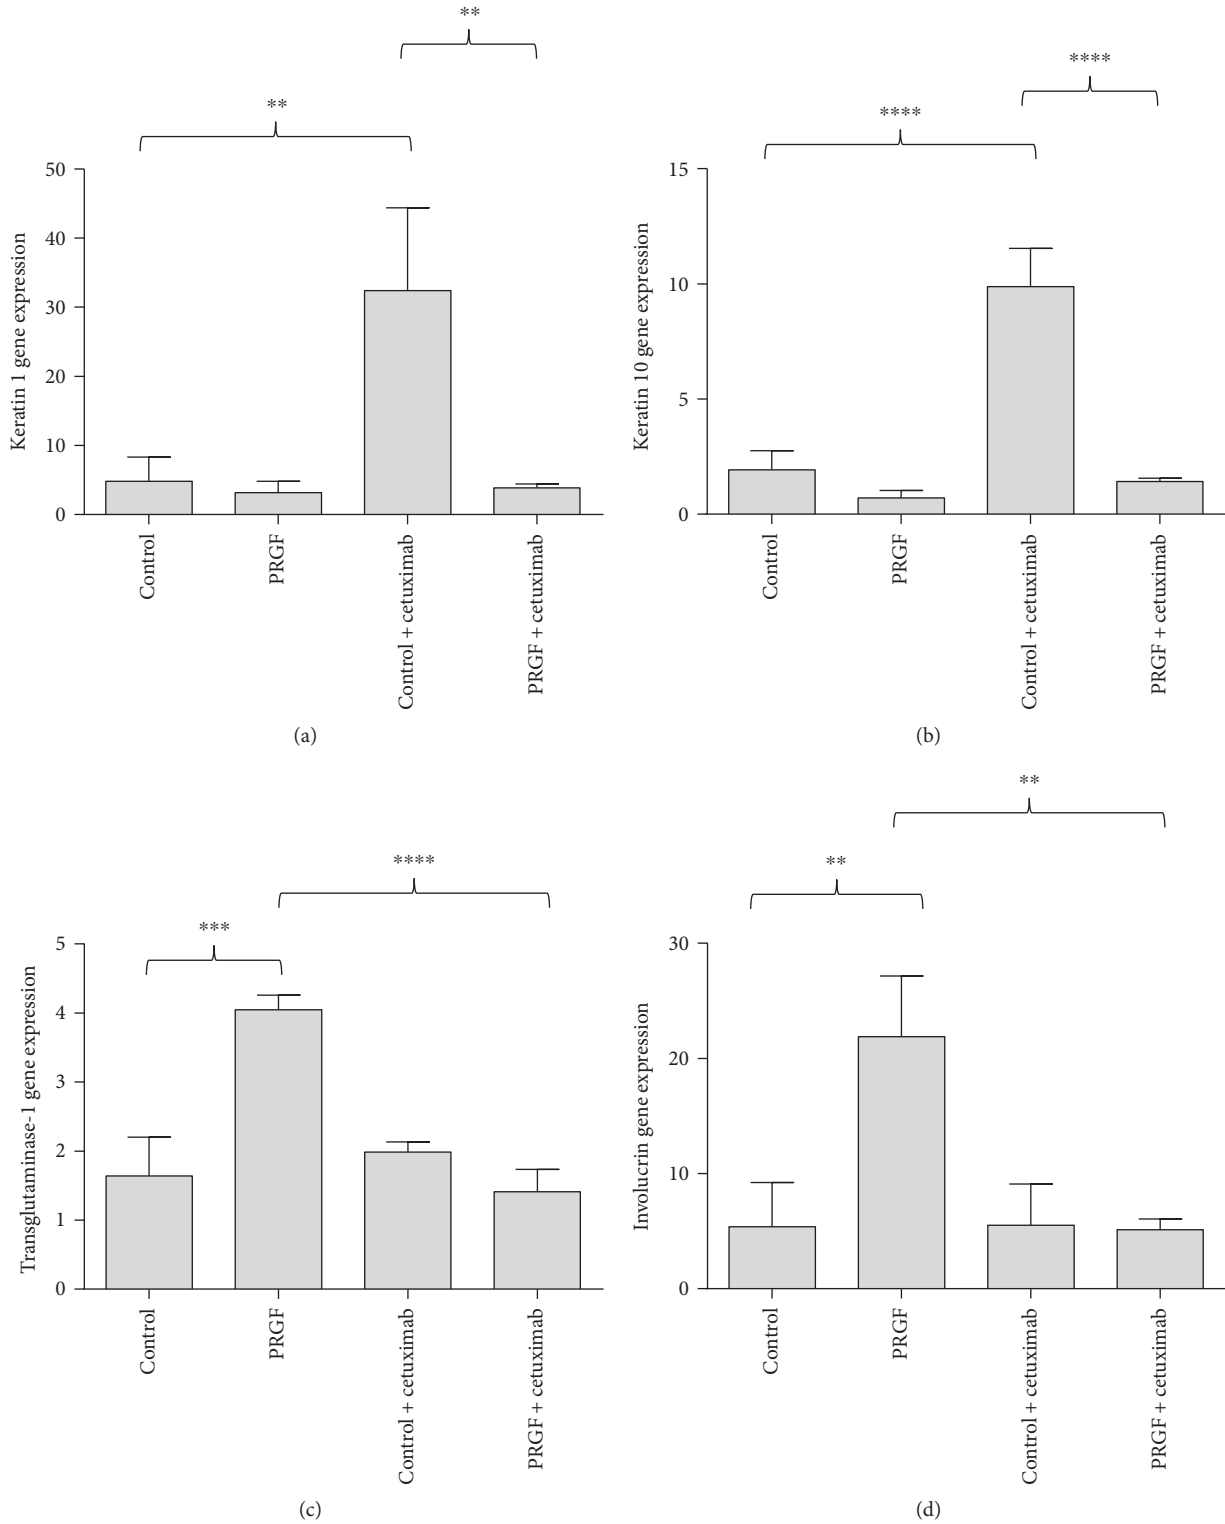 **
**
50
40
30
20
10
0
Keratin 1 gene expression
Control
PRGF
Control + cetuximab
PRGF + cetuximab
(a)
****
****
15
10
5
0
Keratin 10 gene expression
Control
PRGF
Control + cetuximab
PRGF + cetuximab
(b)
****
***
5
4
3
2
1
0
Transglutaminase-1 gene expression
Control
PRGF
Control + cetuximab
PRGF + cetuximab
(c)
**
**
30
20
10
0
Involucrin gene expression
Control
PRGF
Control + cetuximab
PRGF + cetuximab
(d)